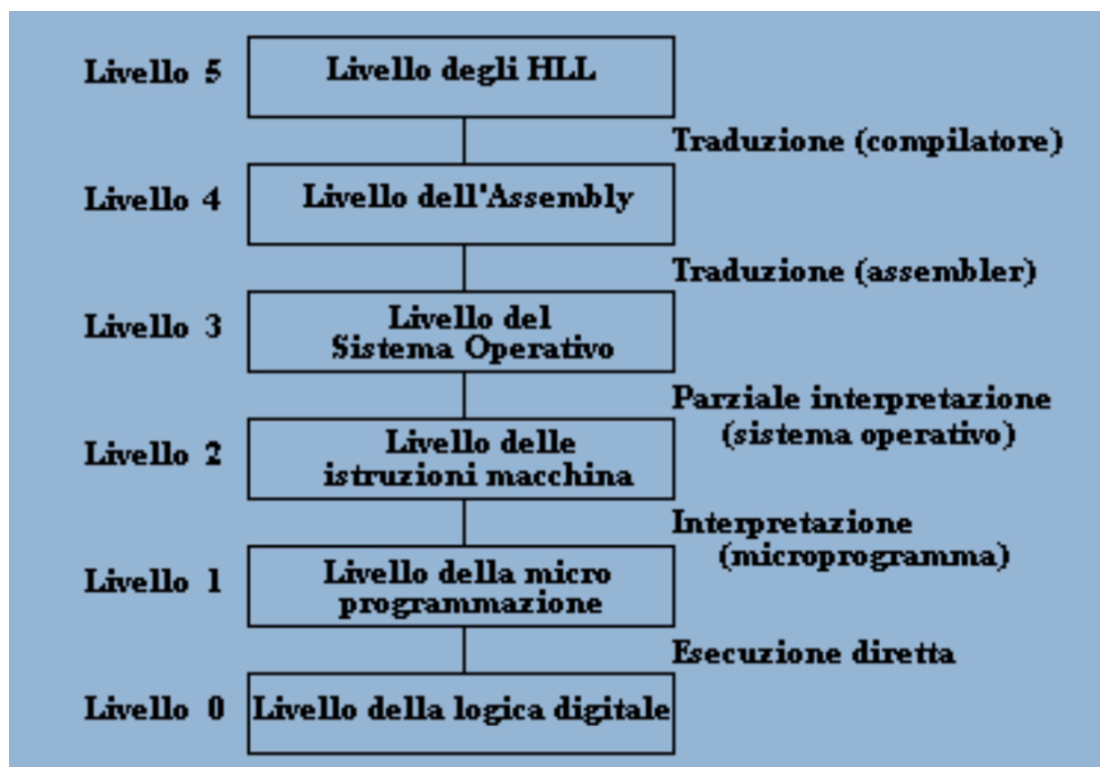 Livello 5
Livello degli HLL
Traduzione (compilatore)
Livello 4
Livello dell'Assembly
Traduzione (assembler)
Livello 3
Livello del
Sistema Operativo
Parziale interpretazione
(sistema operativo)
Livello 2
Livello delle
istruzioni macchina
Interpretazione
(microprogramma)
Livello 1
Livello della micro
programmazione
Esecuzione diretta
Livello 0
Livello della logica digitale